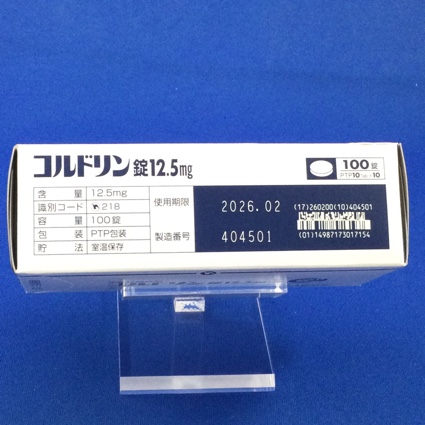 コルドリン錠12.5mg
100錠
PTP10錠×10
含量 12.5mg
識別コード 218
容量 100錠
包装 PTP包装
貯法 室温保存
使用期限 2026.02
製造番号 404501
(17)260200(10)404501
(01)14987173017154